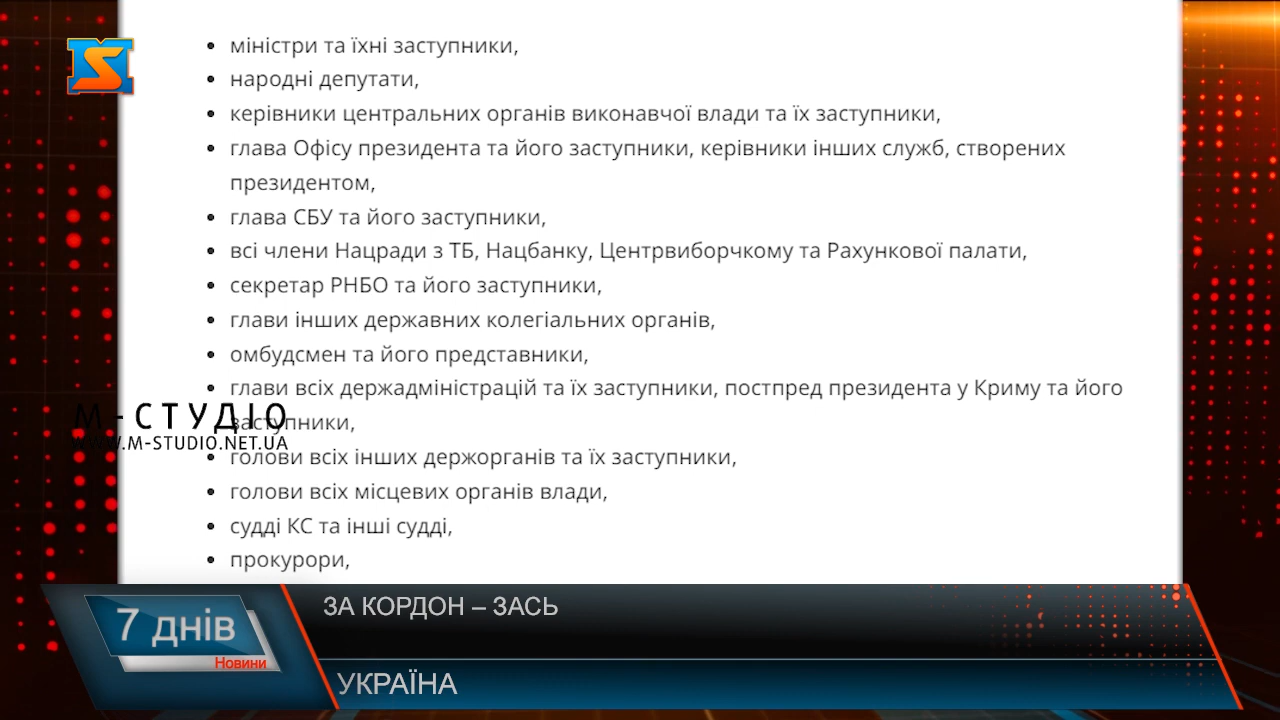 міністри та їхні заступники,
народні депутати,
керівники центральних органів виконавчої влади та їх заступники,
глава Офісу президента та його заступники, керівники інших служб, створених
президентом,
глава СБУ та його заступники,
всі члени Нацради з ТБ, Нацбанку, Центрвиборчкому та Рахункової палати,
секретар РНБО та його заступники,
глави інших державних колегіальних органів,
омбудсмен та його представники,
глави всіх держадміністрацій та їх заступники, постпред президента у Криму та його
заступники,
М-СТУДІО
WWW.M-STUDIO.NET.UA
голови всіх інших держорганів та їх заступники,
голови всіх місцевих органів влади,
судді КС та інші судді,
прокурори,
7 днів
Новини
ЗА КОРДОН – ЗАСЬ
УКРАЇНА